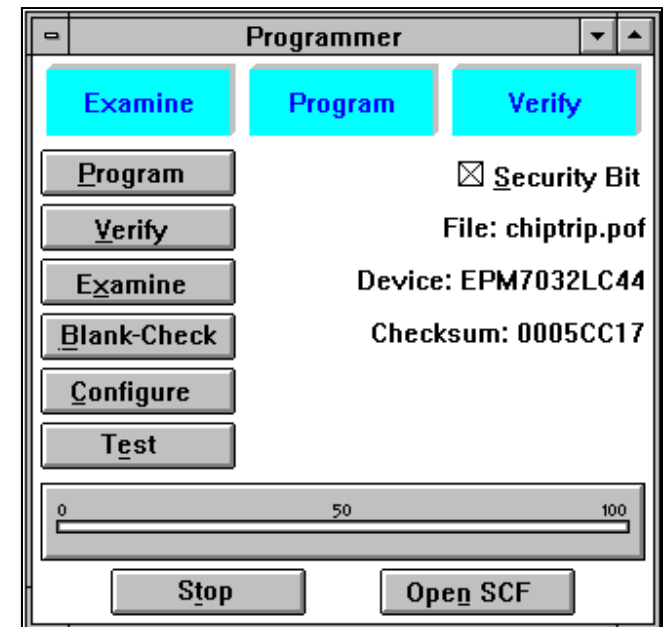 Programmer
Examine Program Verify
Program
Security Bit
Verify
File: chiptrip.pof
Examine
Device: EPM7032LC44
Blank-Check
Checksum: 0005CC17
Configure
Test
0 50 100
Stop Open SCF